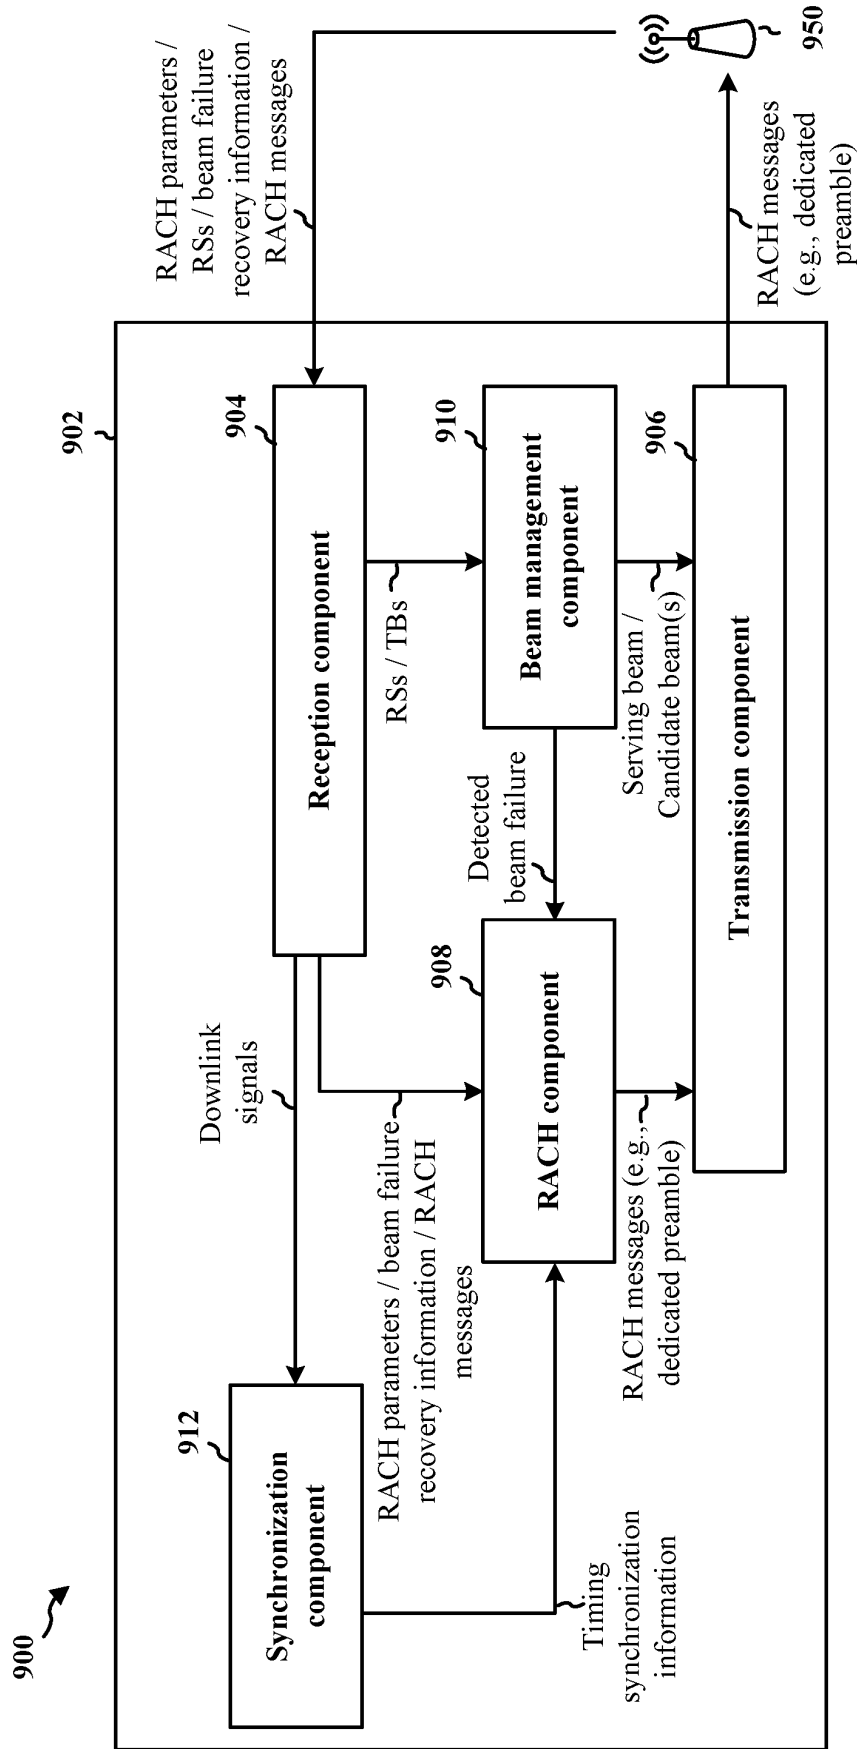 900
902
912
Synchronization
component
Downlink
signals
904
Reception component
RACH parameters /
RSs / beam failure
recovery information /
RACH messages
RACH parameters / beam failure
recovery information / RACH
messages
RSs / TBs
908
RACH component
Detected
beam failure
910
Beam management
component
Timing
synchronization
information
RACH messages (e.g.,
dedicated preamble)
Serving beam /
Candidate beam(s)
906
Transmission component
RACH messages
(e.g., dedicated
preamble)
950